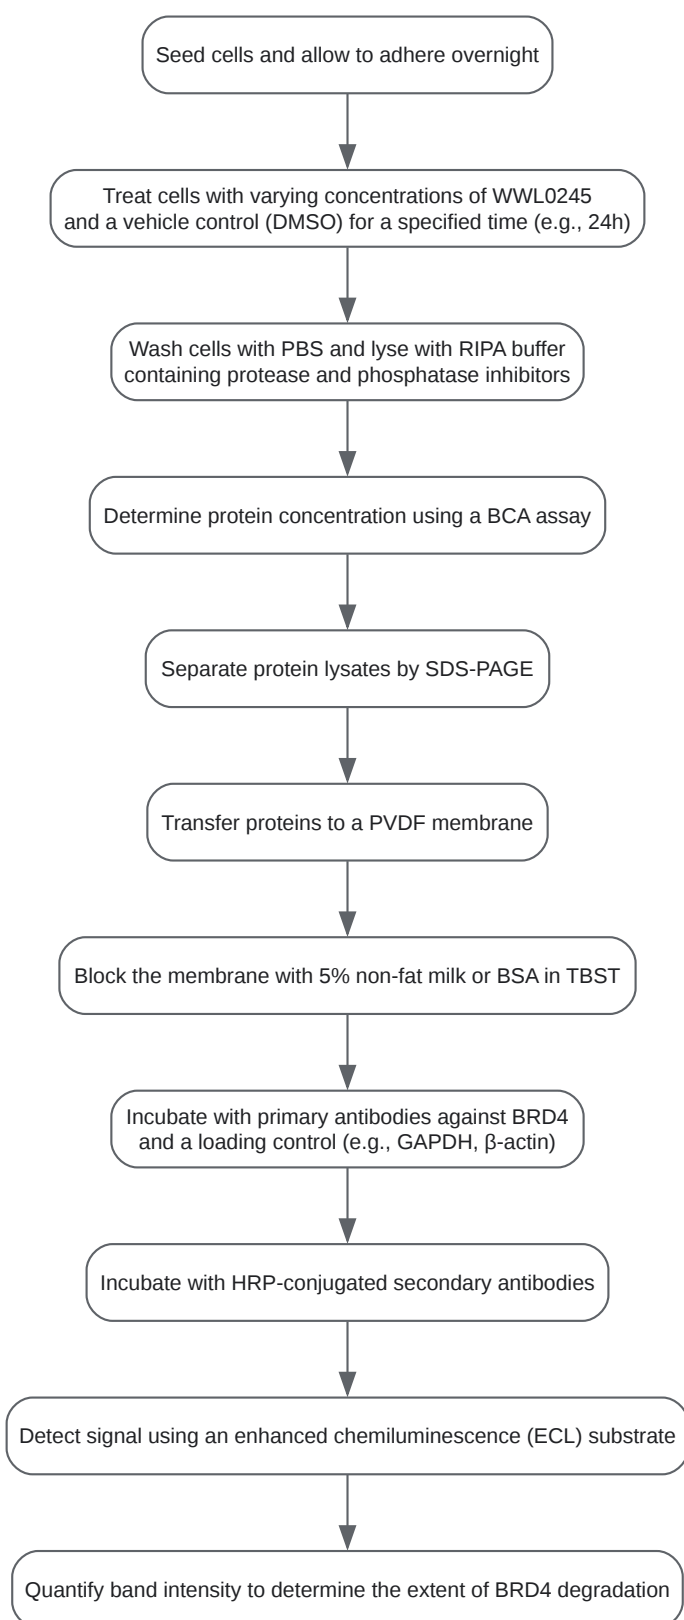 Seed cells and allow to adhere overnight
Treat cells with varying concentrations of WWL0245
and a vehicle control (DMSO) for a specified time (e.g., 24h)
Wash cells with PBS and lyse with RIPA buffer
containing protease and phosphatase inhibitors
Determine protein concentration using a BCA assay
Separate protein lysates by SDS-PAGE
Transfer proteins to a PVDF membrane
Block the membrane with 5% non-fat milk or BSA in TBST
Incubate with primary antibodies against BRD4
and a loading control (e.g., GAPDH, β-actin)
Incubate with HRP-conjugated secondary antibodies
Detect signal using an enhanced chemiluminescence (ECL) substrate
Quantify band intensity to determine the extent of BRD4 degradation